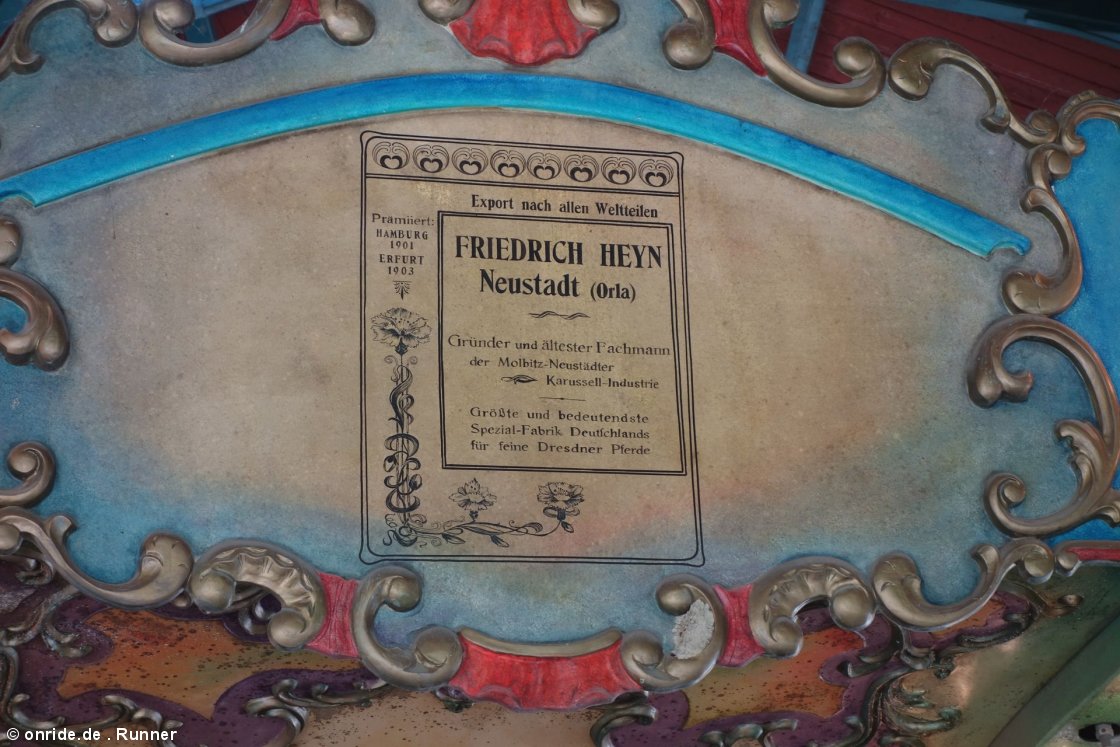 Export nach allen Weltteilen
Prämiiert:
HAMBURG
1901
ERFURT
1903
FRIEDRICH HEYN
Neustadt (Orla)
Gründer und ältester Fachmann
der Molbitz-Neustädter
Karussell-Industrie
Größte und bedeutendste
Spezial-Fabrik Deutſchlands
für feine Dresdner Pferde
© onride.de . Runner